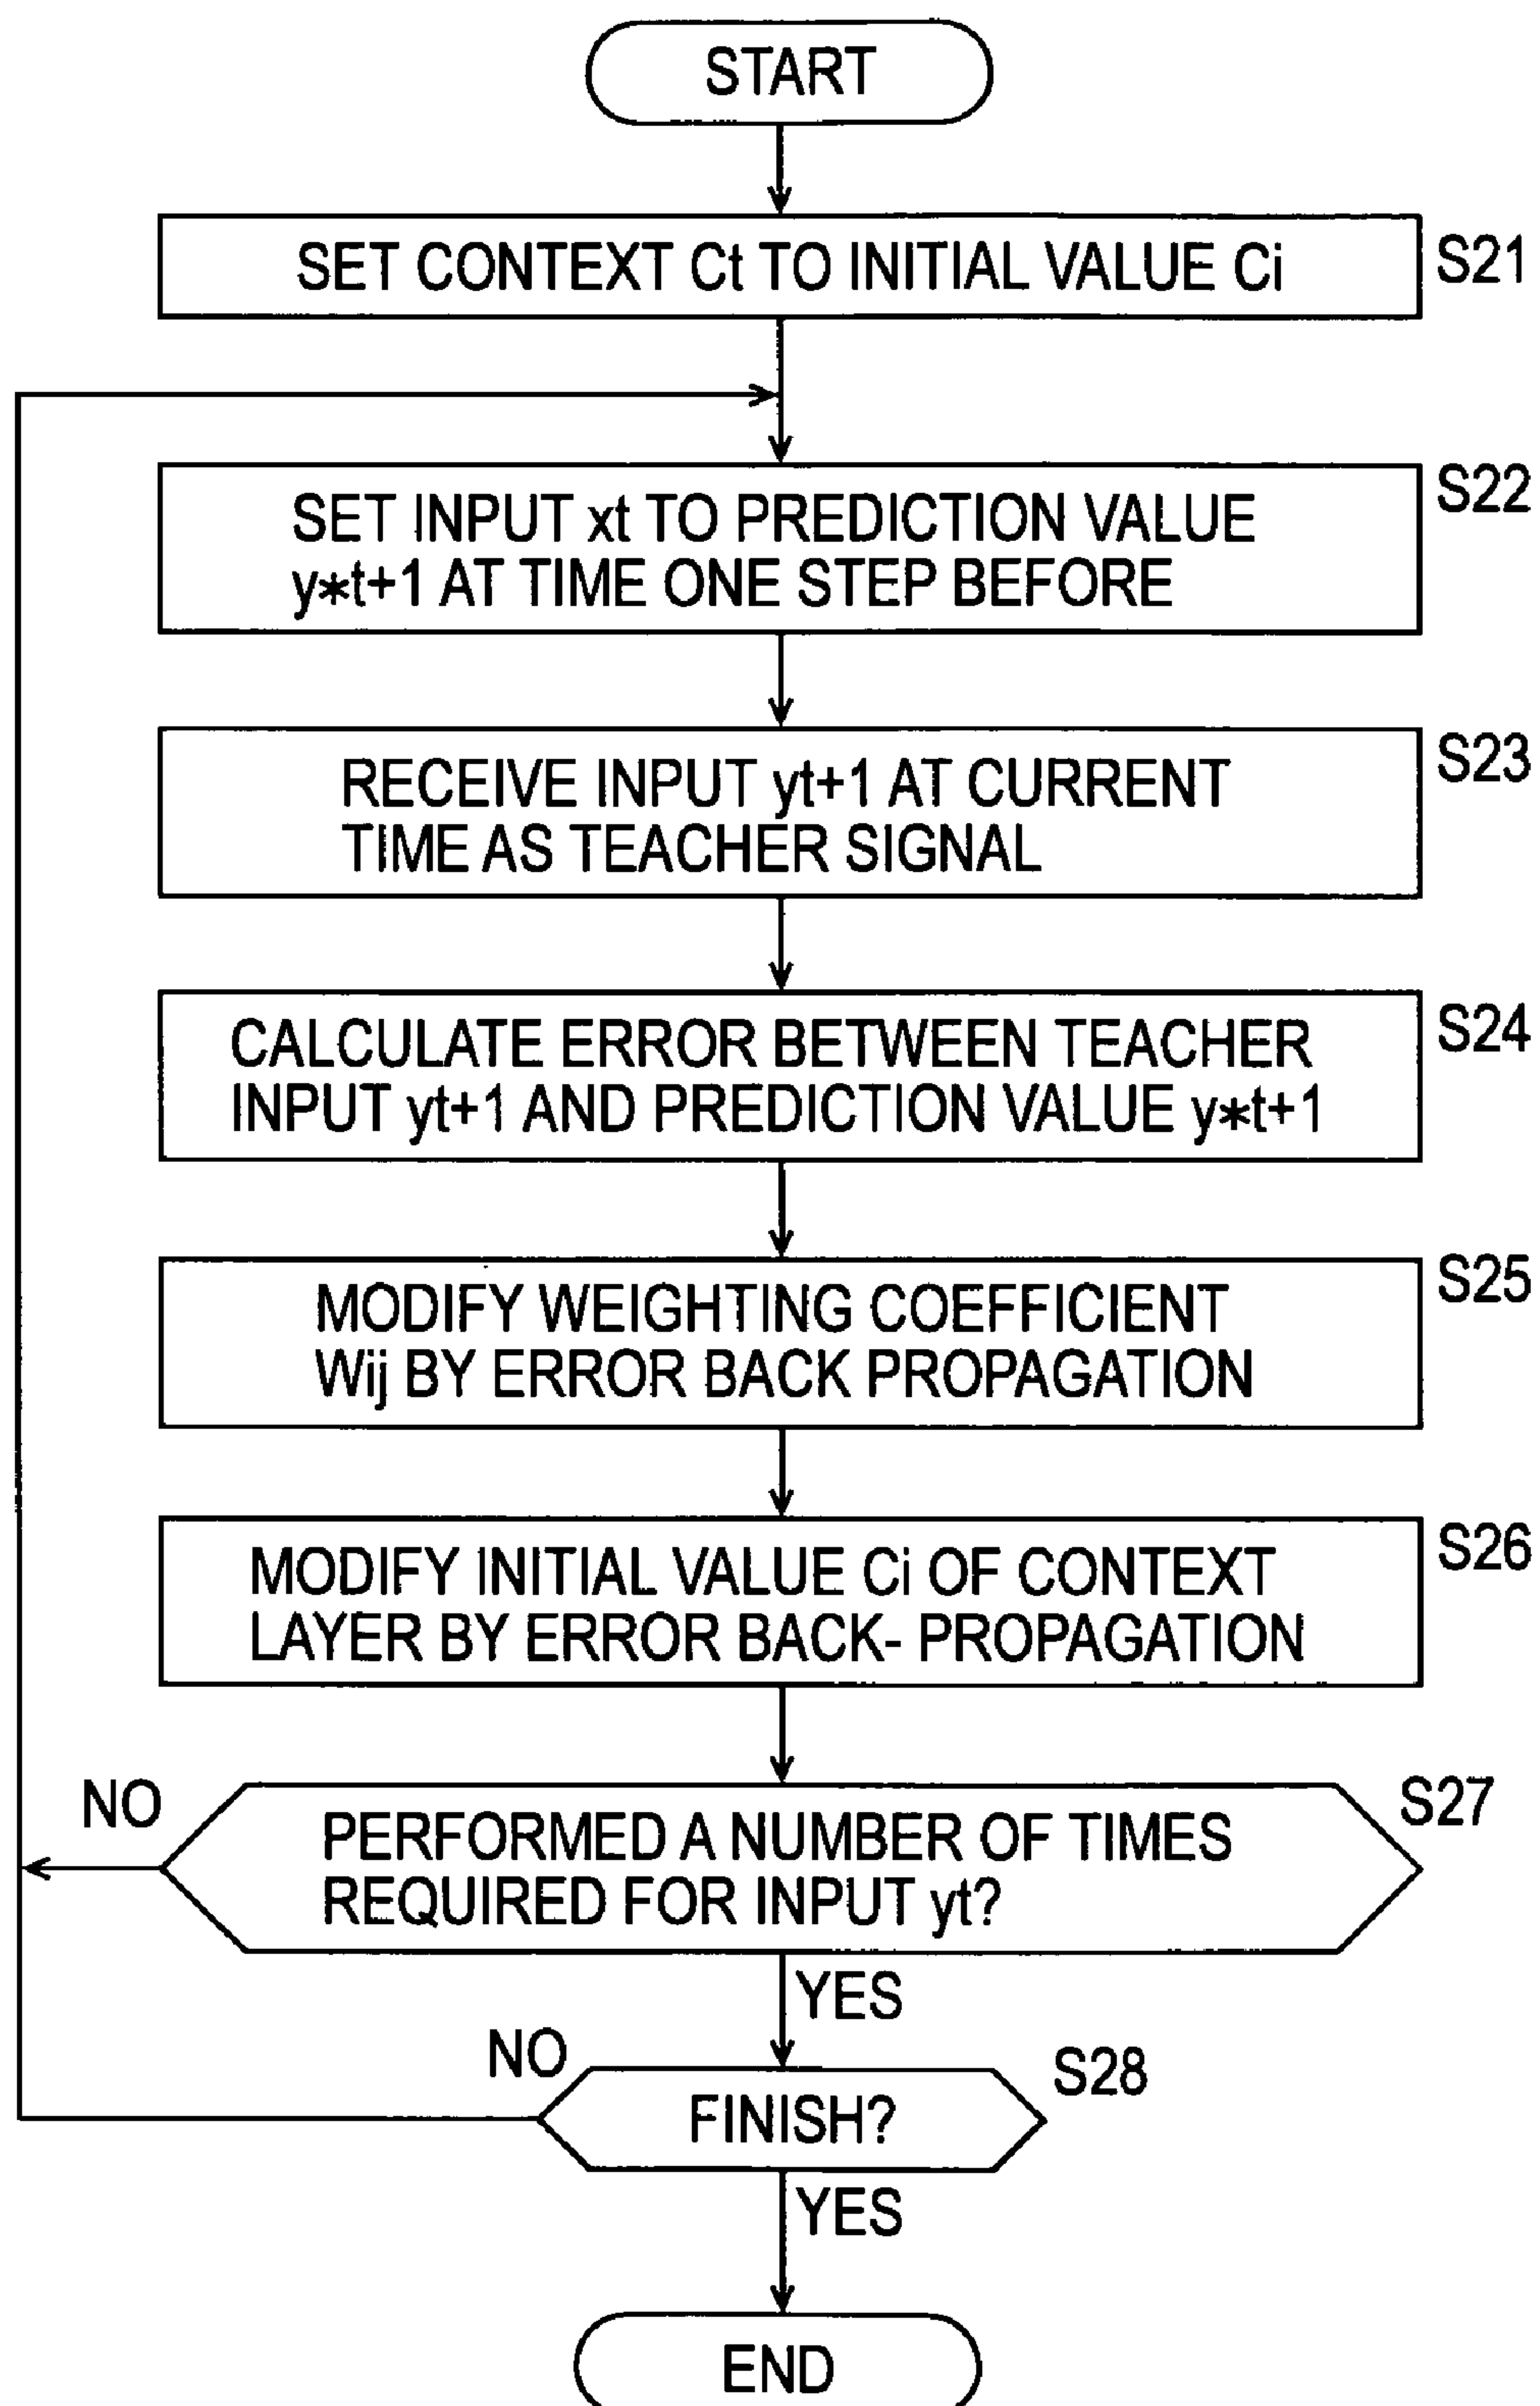 START
SET CONTEXT Ct TO INITIAL VALUE Ci
S21
SET INPUT xt TO PREDICTION VALUE
y*t+1 AT TIME ONE STEP BEFORE
S22
RECEIVE INPUT yt+1 AT CURRENT
TIME AS TEACHER SIGNAL
S23
CALCULATE ERROR BETWEEN TEACHER
INPUT yt+1 AND PREDICTION VALUE y*t+1
S24
MODIFY WEIGHTING COEFFICIENT
Wij BY ERROR BACK PROPAGATION
S25
MODIFY INITIAL VALUE Ci OF CONTEXT
LAYER BY ERROR BACK- PROPAGATION
S26
NO
PERFORMED A NUMBER OF TIMES
REQUIRED FOR INPUT yt?
S27
YES
NO
FINISH?
S28
YES
END